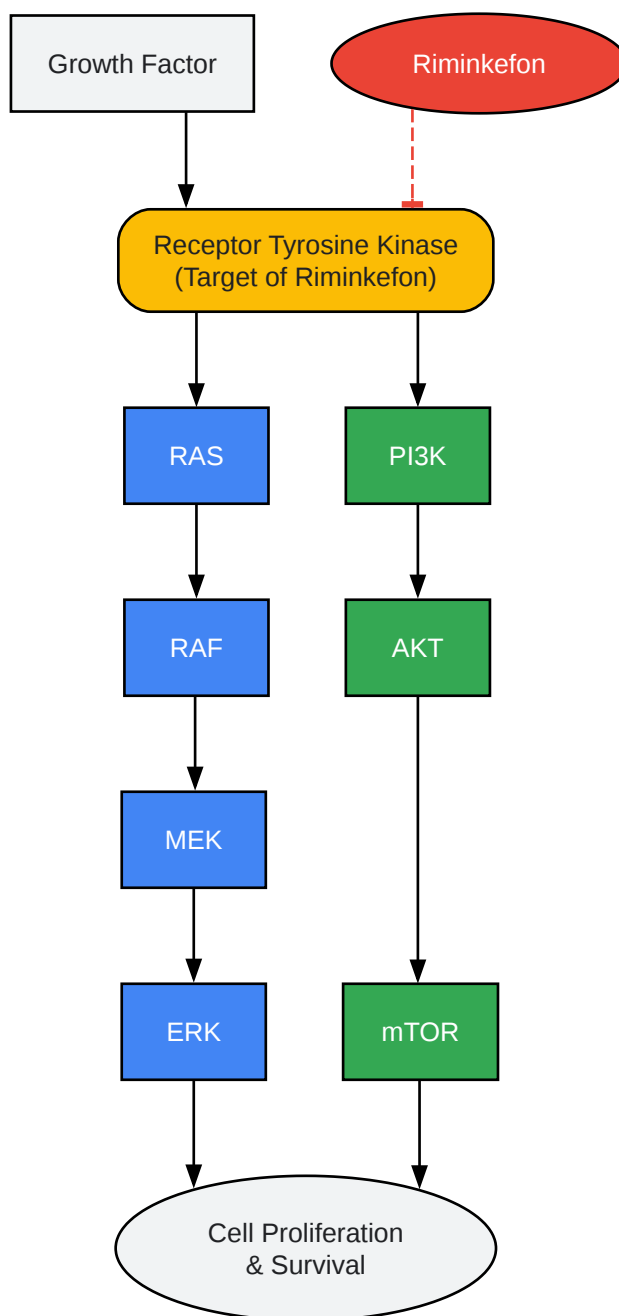 Growth Factor
Riminkefon
Receptor Tyrosine Kinase
(Target of Riminkefon)
RAS
PI3K
RAF
AKT
MEK
ERK
mTOR
Cell Proliferation
& Survival